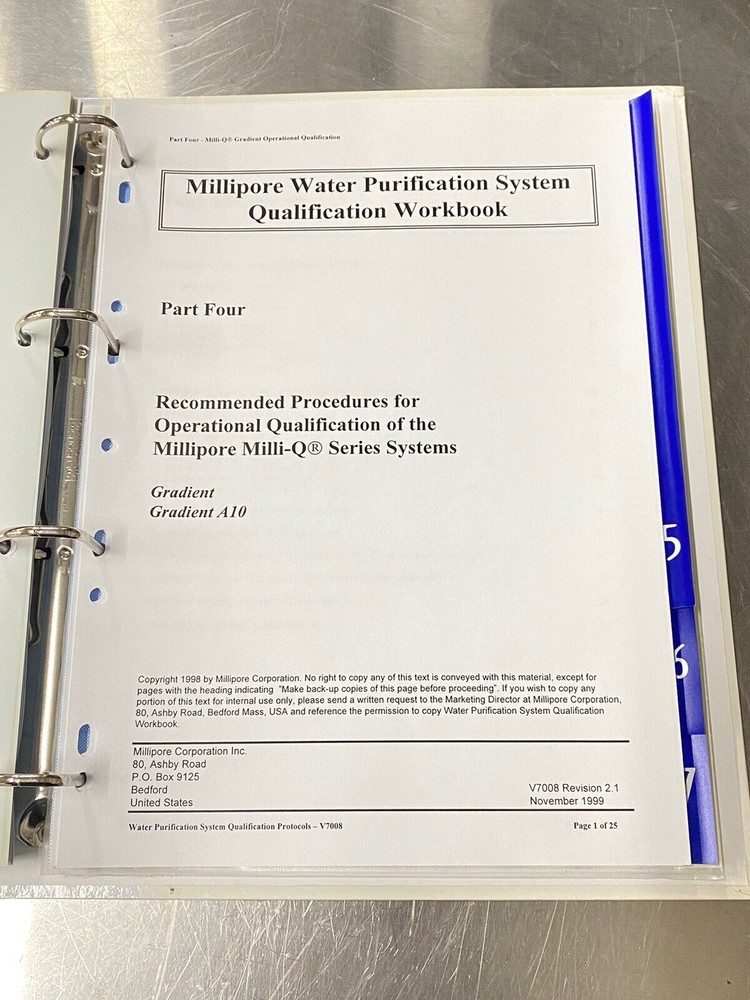 Part Four - Milli-Q® Gradient Operational Qualification
Millipore Water Purification System
Qualification Workbook
Part Four
Recommended Procedures for
Operational Qualification of the
Millipore Milli-Q® Series Systems
Gradient
Gradient A10
5
6
7
Copyright 1998 by Millipore Corporation. No right to copy any of this text is conveyed with this material, except for
pages with the heading indicating "Make back-up copies of this page before proceeding". If you wish to copy any
portion of this text for internal use only, please send a written request to the Marketing Director at Millipore Corporation,
80, Ashby Road, Bedford Mass, USA and reference the permission to copy Water Purification System Qualification
Workbook.
Millipore Corporation Inc.
80, Ashby Road
P.O. Box 9125
Bedford
United States
V7008 Revision 2.1
November 1999
Water Purification System Qualification Protocols – V7008
Page 1 of 25